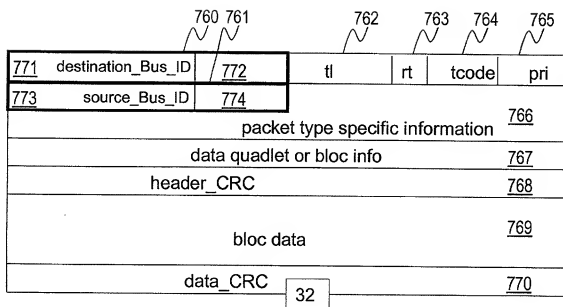 760 761 762 763 764 765
771 destination_Bus_ID 772 tl rt tcode pri
773 source_Bus_ID 774
766
packet type specific information
data quadlet or bloc info 767
header_CRC 768
769
bloc data
data_CRC 770
32